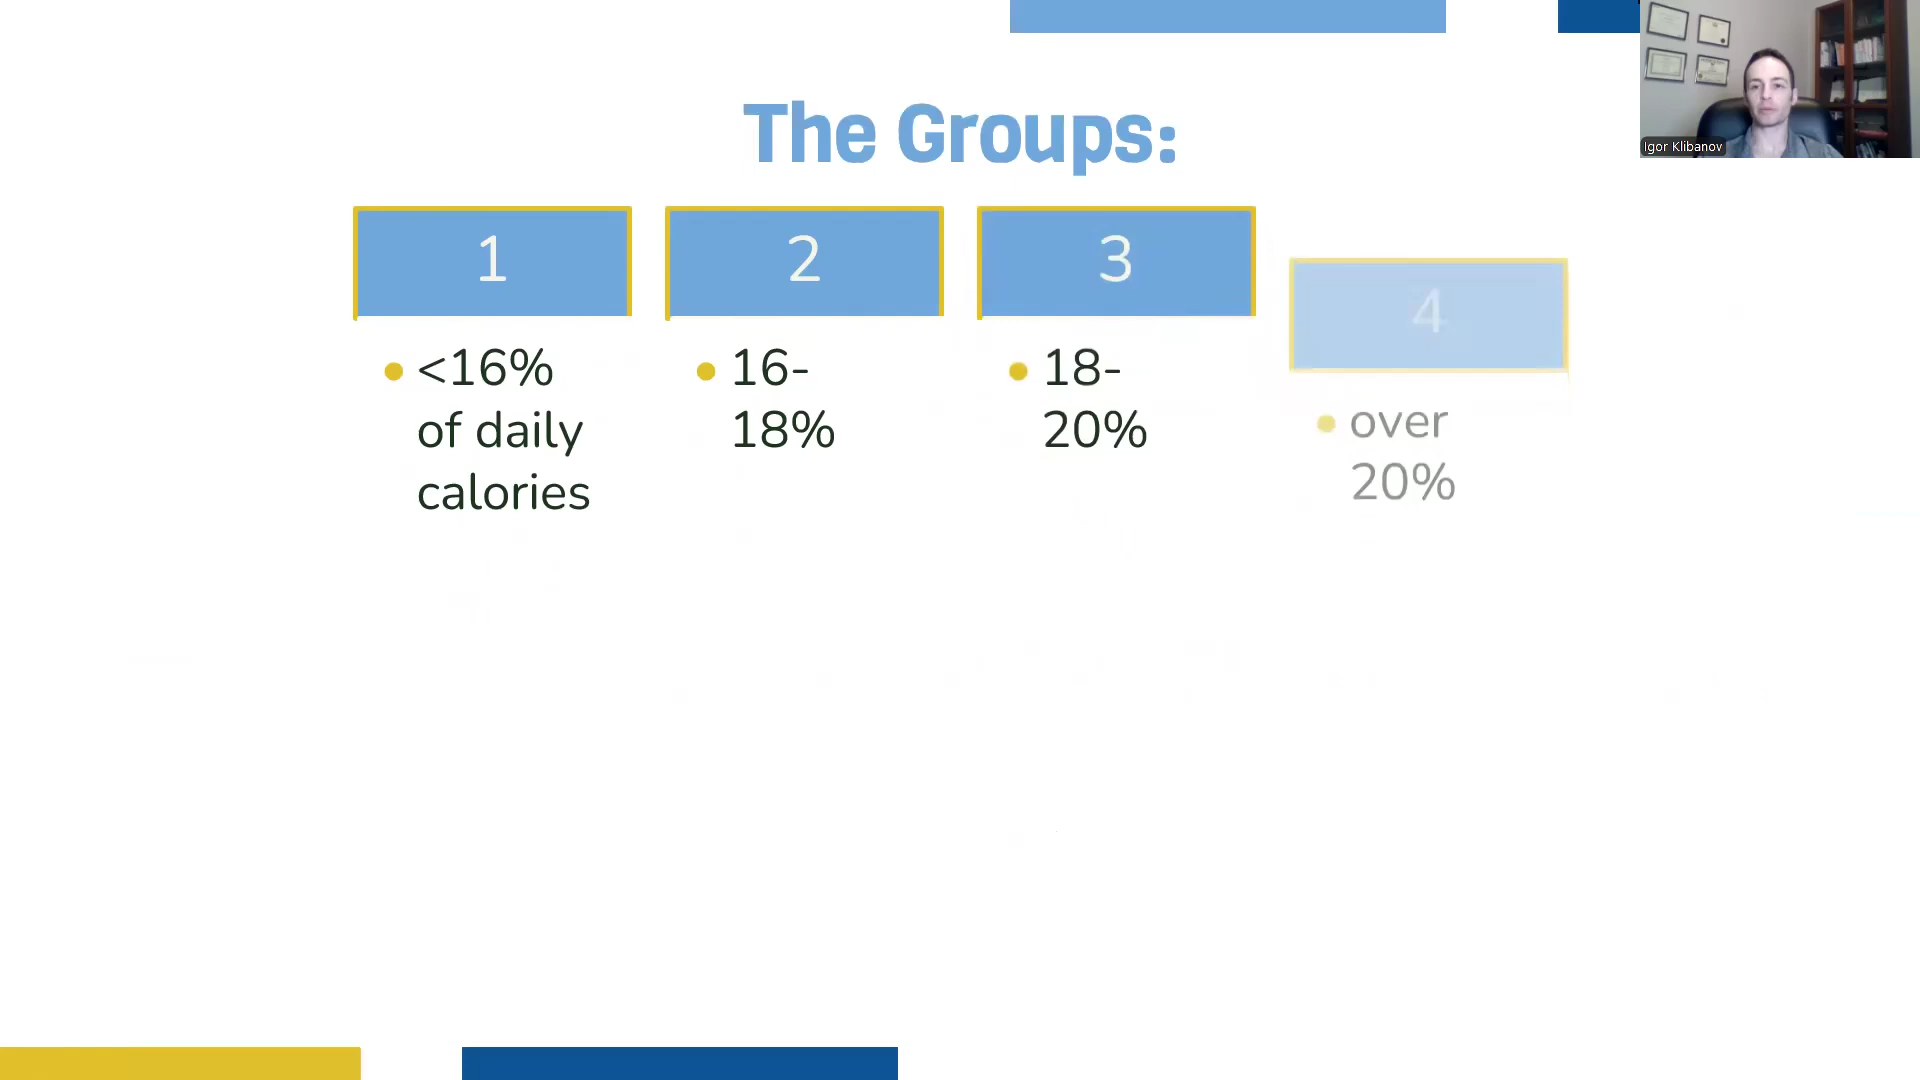 The Groups:
Igor Klibanov
1
2
3
4
<16%
of daily
calories
16-
18%
18-
20%
over
20%